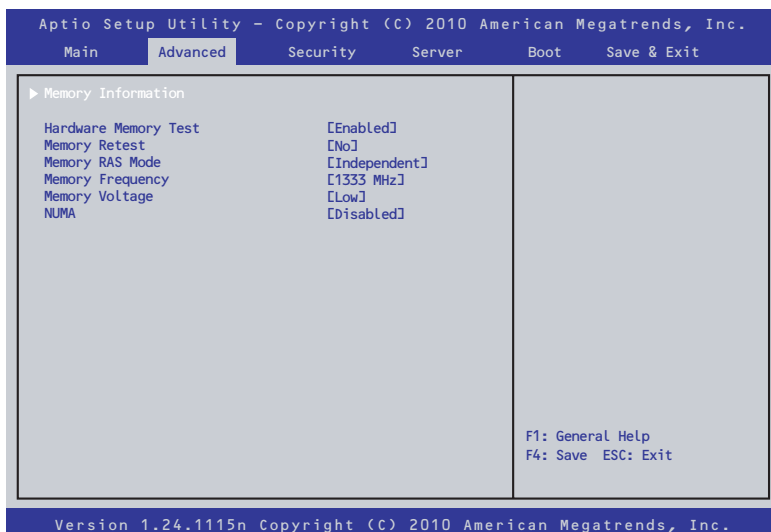 Aptio Setup Utility – Copyright (C) 2010 American Megatrends, Inc.
Main Advanced Security Server Boot Save & Exit
▶ Memory Information
Hardware Memory Test [Enabled]
Memory Retest [No]
Memory RAS Mode [Independent]
Memory Frequency [1333 MHz]
Memory Voltage [Low]
NUMA [Disabled]
F1: General Help
F4: Save ESC: Exit
Version 1.24.1115n Copyright (C) 2010 American Megatrends, Inc.